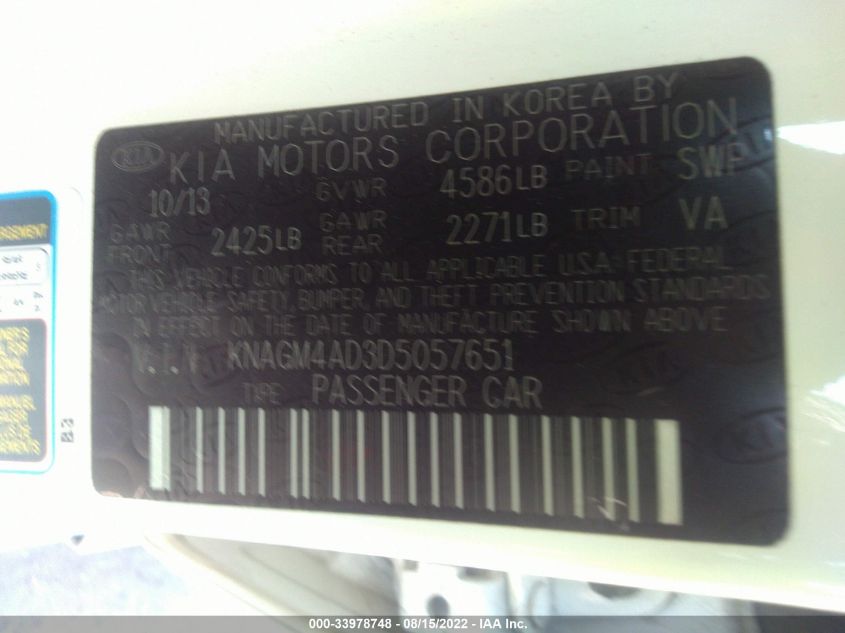 MANUFACTURED IN KOREA BY
KIA KIA MOTORS CORPORATION
10/13 GVWR 4586LB PAINT SWP
GAWR FRONT 2425LB GAWR REAR 2271LB TRIM VA
THIS VEHICLE CONFORMS TO ALL APPLICABLE U.S.A. FEDERAL
MOTOR VEHICLE SAFETY, BUMPER, AND THEFT PREVENTION STANDARDS
IN EFFECT ON THE DATE OF MANUFACTURE SHOWN ABOVE
V.I.N KNAGM4AD3D5057651
TYPE PASSENGER CAR
B3
000-33978748 - 08/15/2022 - IAA Inc.